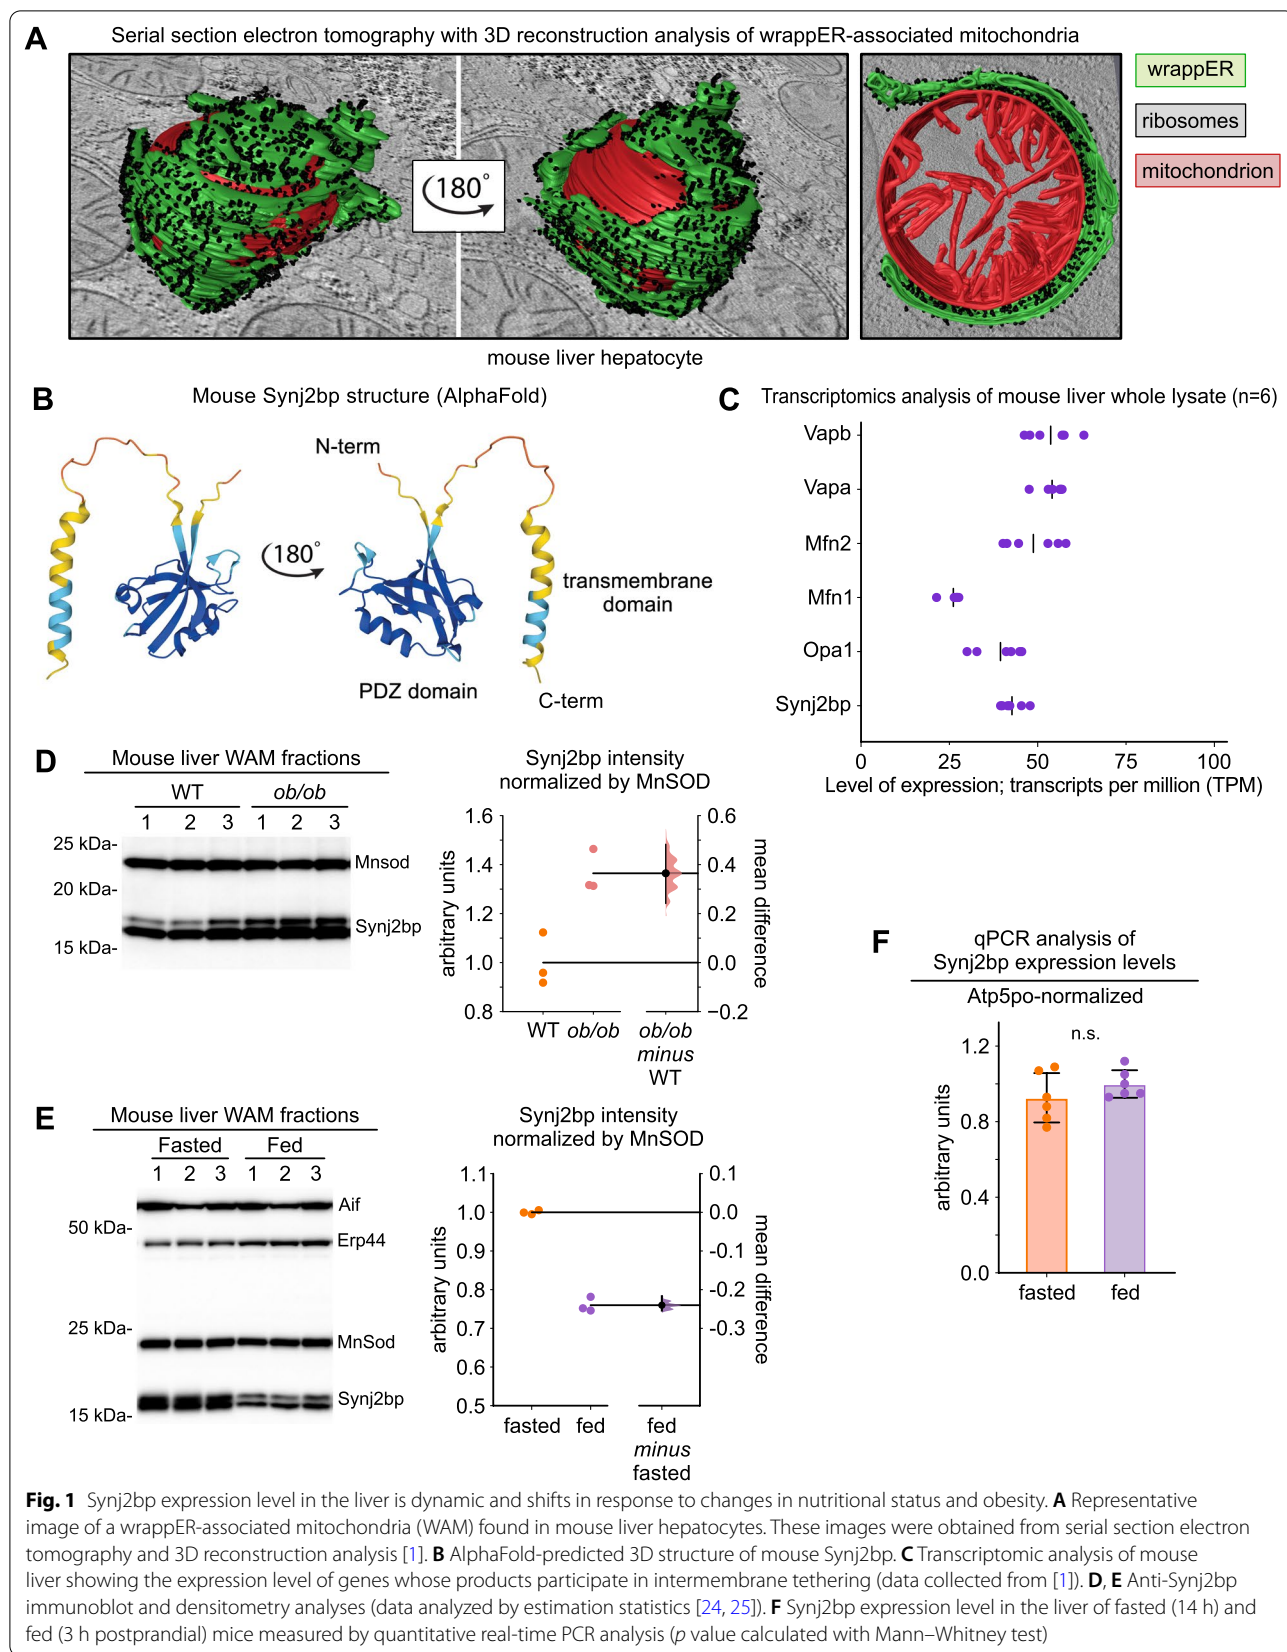 A
Serial section electron tomography with 3D reconstruction analysis of wrappER-associated mitochondria
180°
wrappER
ribosomes
mitochondrion
mouse liver hepatocyte
B
Mouse Synj2bp structure (AlphaFold)
N-term
180°
transmembrane
domain
PDZ domain
C-term
C
Transcriptomics analysis of mouse liver whole lysate (n=6)
Vapb
Vapa
Mfn2
Mfn1
Opa1
Synj2bp
0 25 50 75 100
Level of expression; transcripts per million (TPM)
D
Mouse liver WAM fractions
WT ob/ob
1 2 3 1 2 3
25 kDa-
Mnsod
20 kDa-
Synj2bp
15 kDa-
Synj2bp intensity
normalized by MnSOD
arbitrary units
1.6
1.4
1.2
1.0
0.8
0.6
0.4
0.2
0.0
−0.2
mean difference
WT ob/ob ob/ob
minus
WT
E
Mouse liver WAM fractions
Fasted Fed
1 2 3 1 2 3
Aif
50 kDa-
Erp44
25 kDa-
MnSod
Synj2bp
15 kDa-
Synj2bp intensity
normalized by MnSOD
arbitrary units
1.1
1.0
0.9
0.8
0.7
0.6
0.5
0.1
0.0
-0.1
-0.2
-0.3
mean difference
fasted fed fed
minus
fasted
F
qPCR analysis of
Synj2bp expression levels
Atp5po-normalized
n.s.
arbitrary units
1.2
0.8
0.4
0.0
fasted fed
Fig. 1 Synj2bp expression level in the liver is dynamic and shifts in response to changes in nutritional status and obesity. A Representative
image of a wrappER-associated mitochondria (WAM) found in mouse liver hepatocytes. These images were obtained from serial section electron
tomography and 3D reconstruction analysis [1]. B AlphaFold-predicted 3D structure of mouse Synj2bp. C Transcriptomic analysis of mouse
liver showing the expression level of genes whose products participate in intermembrane tethering (data collected from [1]). D, E Anti-Synj2bp
immunoblot and densitometry analyses (data analyzed by estimation statistics [24, 25]). F Synj2bp expression level in the liver of fasted (14 h) and
fed (3 h postprandial) mice measured by quantitative real-time PCR analysis (p value calculated with Mann–Whitney test)